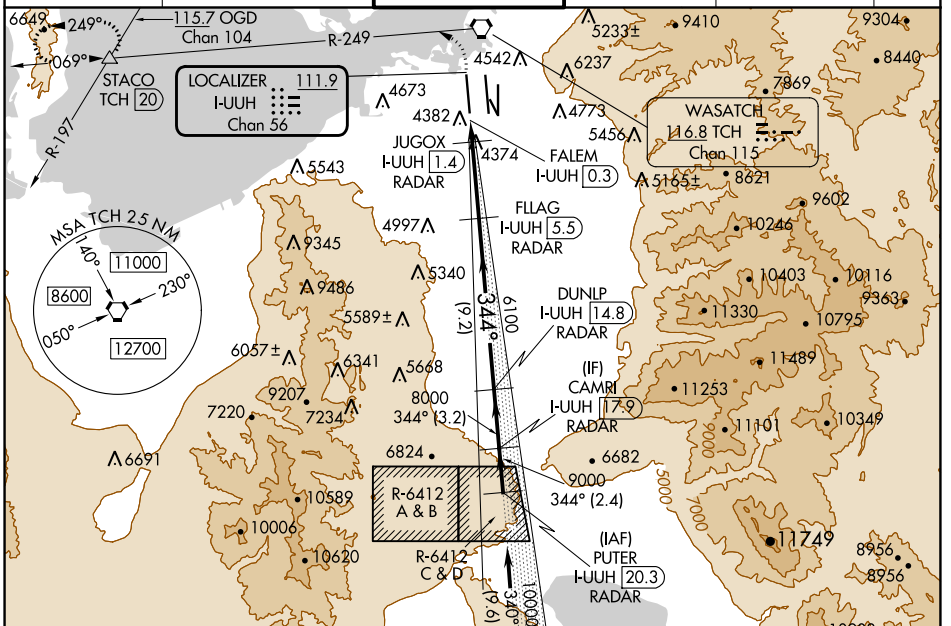 6649
249°
069°
115.7 OGD
Chan 104
R-249
STACO
TCH 20
R-197
LOCALIZER 111.9
I-UUH
Chan 56
4542
5233±
9410
9304
8440
6237
7869
4673
4382
4773
5456
WASATCH
116.8 TCH
Chan 115
JUGOX
I-UUH 1.4
RADAR
4374
FALEM
I-UUH 0.3
5543
5165±
8621
9602
MSA TCH 25 NM
140°
11000
8600
230°
050°
12700
4997
FLLAG
I-UUH 5.5
RADAR
10246
9345
5340
10403
10116
9363
9486
344°
(9.2)
6100
DUNLP
I-UUH 14.8
RADAR
11330
10795
5589±
6057±
6341
5668
11489
(IF)
CAMRI
I-UUH 17.9
RADAR
11253
9207
7220
7234
8000
344° (3.2)
11101
10349
9000
6691
6824
6682
5000
7000
9000
344° (2.4)
R-6412
A & B
10589
10006
10620
R-6412
C & D
(IAF)
PUTER
I-UUH 20.3
RADAR
11749
8956
8956
340°
(9.6)
10000